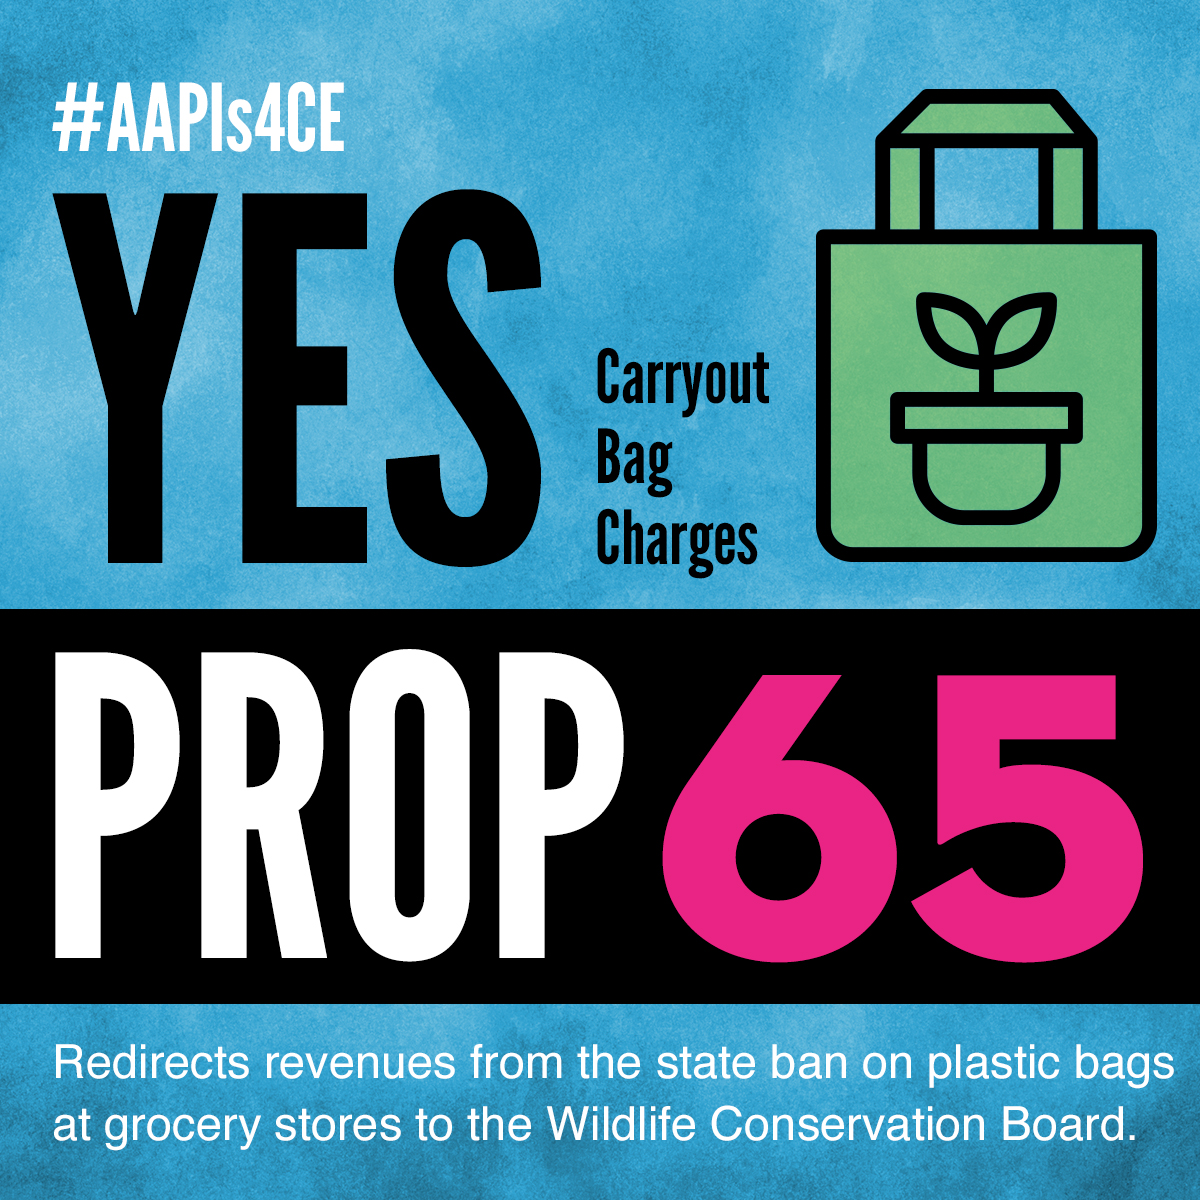 #AAPIs4CE
YES
Carryout
Bag
Charges
PROP 65
Redirects revenues from the state ban on plastic bags
at grocery stores to the Wildlife Conservation Board.